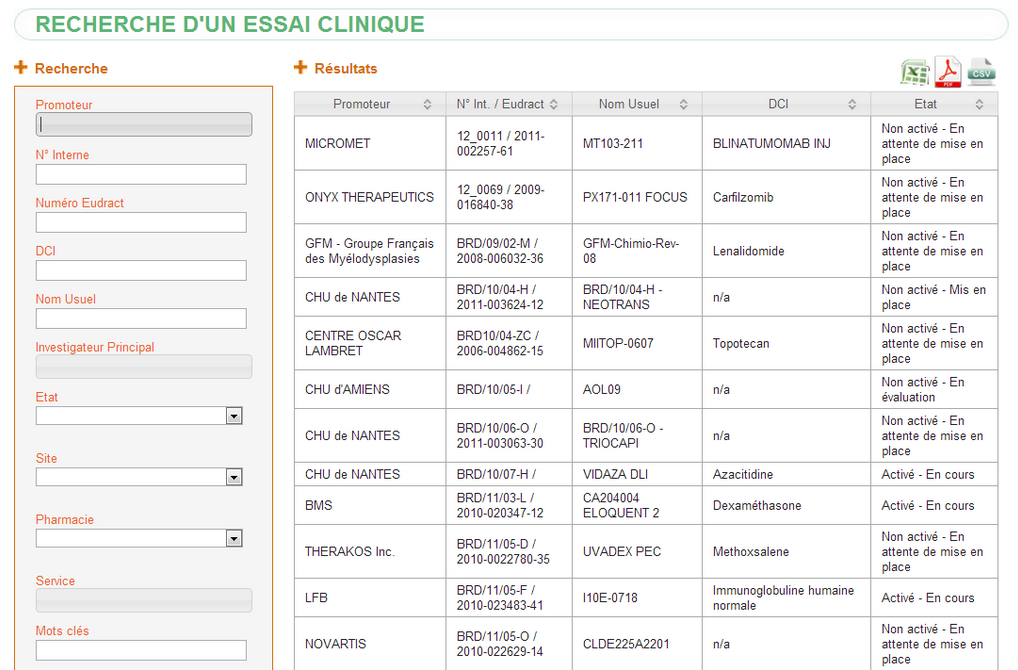 RECHERCHE D'UN ESSAI CLINIQUE
Recherche
Promoteur
N° Interne
Numéro Eudract
DCI
Nom Usuel
Investigateur Principal
Etat
Site
Pharmacie
Service
Mots clés
Résultats
PDF
CSV
Promoteur
N° Int. / Eudract
Nom Usuel
DCI
Etat
MICROMET
12_0011 / 2011-
002257-61
MT103-211
BLINATUMOMAB INJ
Non activé - En
attente de mise en
place
ONYX THERAPEUTICS
12_0069 / 2009-
016840-38
PX171-011 FOCUS
Carfilzomib
Non activé - En
attente de mise en
place
GFM - Groupe Français
des Myélodysplasies
BRD/09/02-M /
2008-006032-36
GFM-Chimio-Rev-
08
Lenalidomide
Non activé - En
attente de mise en
place
CHU de NANTES
BRD/10/04-H /
2011-003624-12
BRD/10/04-H -
NEOTRANS
n/a
Non activé - Mis en
place
CENTRE OSCAR
LAMBRET
BRD10/04-ZC /
2006-004862-15
MIITOP-0607
Topotecan
Non activé - En
attente de mise en
place
CHU d'AMIENS
BRD/10/05-I /
AOL09
n/a
Non activé - En
évaluation
CHU de NANTES
BRD/10/06-O /
2011-003063-30
BRD/10/06-O -
TRIOCAPI
n/a
Non activé - En
attente de mise en
place
CHU de NANTES
BRD/10/07-H /
VIDAZA DLI
Azacitidine
Activé - En cours
BMS
BRD/11/03-L /
2010-020347-12
CA204004
ELOQUENT 2
Dexaméthasone
Activé - En cours
THERAKOS Inc.
BRD/11/05-D /
2010-0022780-35
UVADEX PEC
Methoxsalene
Non activé - En
attente de mise en
place
LFB
BRD/11/05-F /
2010-023483-41
I10E-0718
Immunoglobuline humaine
normale
Activé - En cours
NOVARTIS
BRD/11/05-O /
2010-022629-14
CLDE225A2201
n/a
Non activé - En
attente de mise en
place